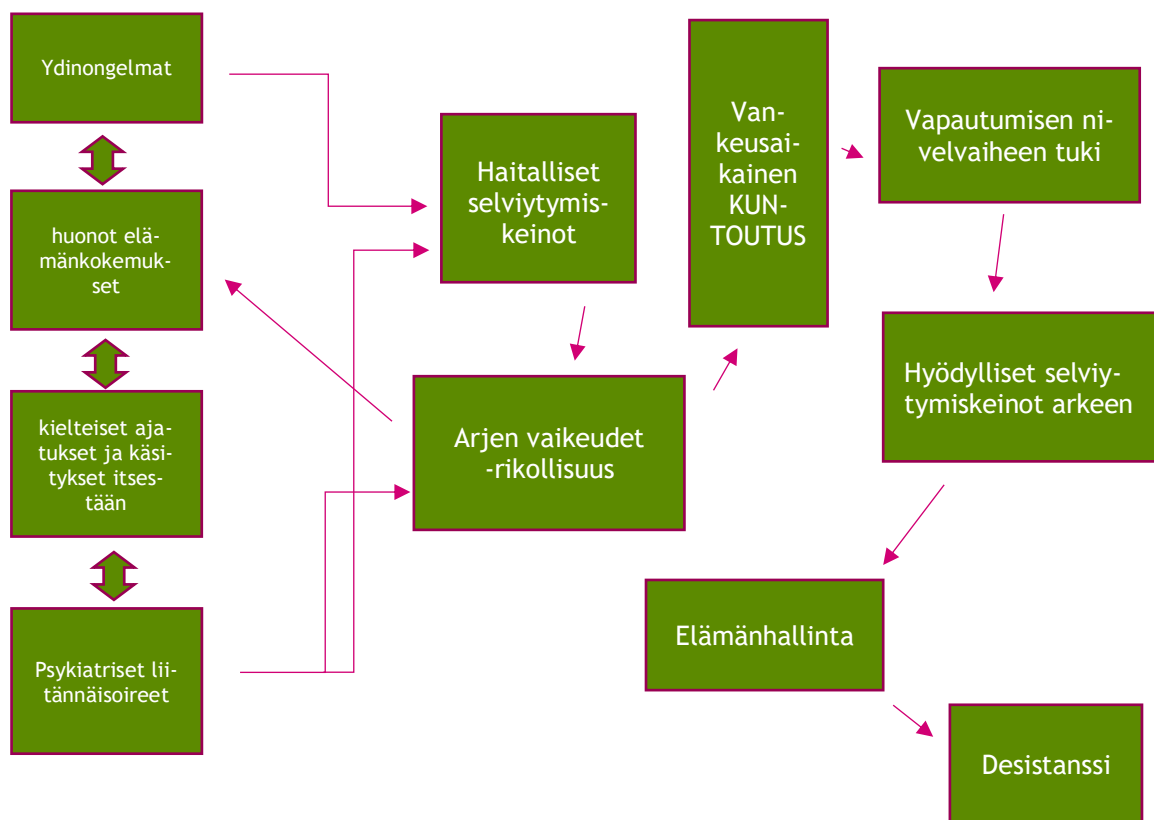 Ydinongelmat
huonot elä-
mänkokemuk-
set
kielteiset aja-
tukset ja käsi-
tykset itses-
tään
Psykiatriset lii-
tännäisoireet
Haitalliset
selviytymis-
keinot
Arjen vaikeudet
-rikollisuus
Van-
keusai-
kainen
KUN-
TOUTUS
Vapautumisen ni-
velvaiheen tuki
Hyödylliset selviy-
tymiskeinot arkeen
Elämänhallinta
Desistanssi